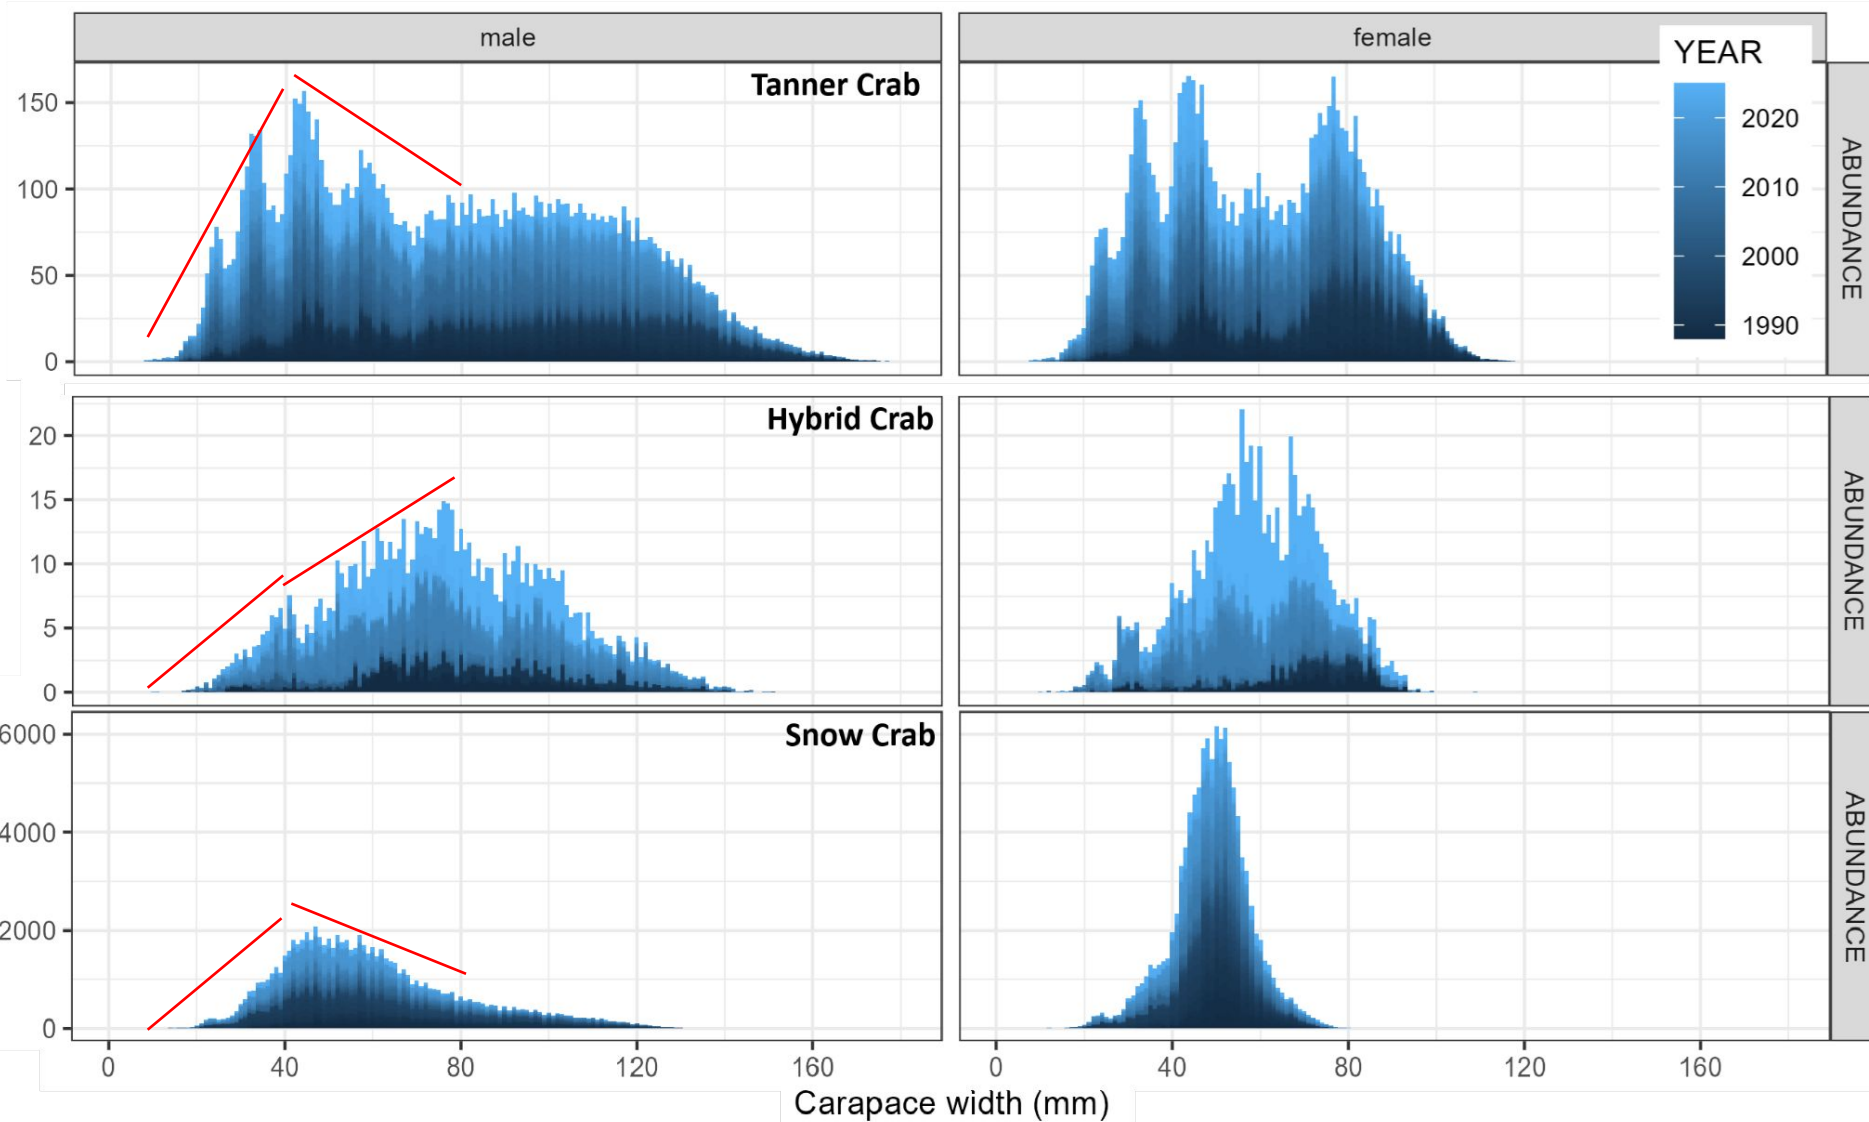 male
female
YEAR
2020
2010
2000
1990
Tanner Crab
150
100
50
0
ABUNDANCE
Hybrid Crab
20
15
10
5
0
ABUNDANCE
Snow Crab
6000
4000
2000
0
ABUNDANCE
0 40 80 120 160
0 40 80 120 160
Carapace width (mm)